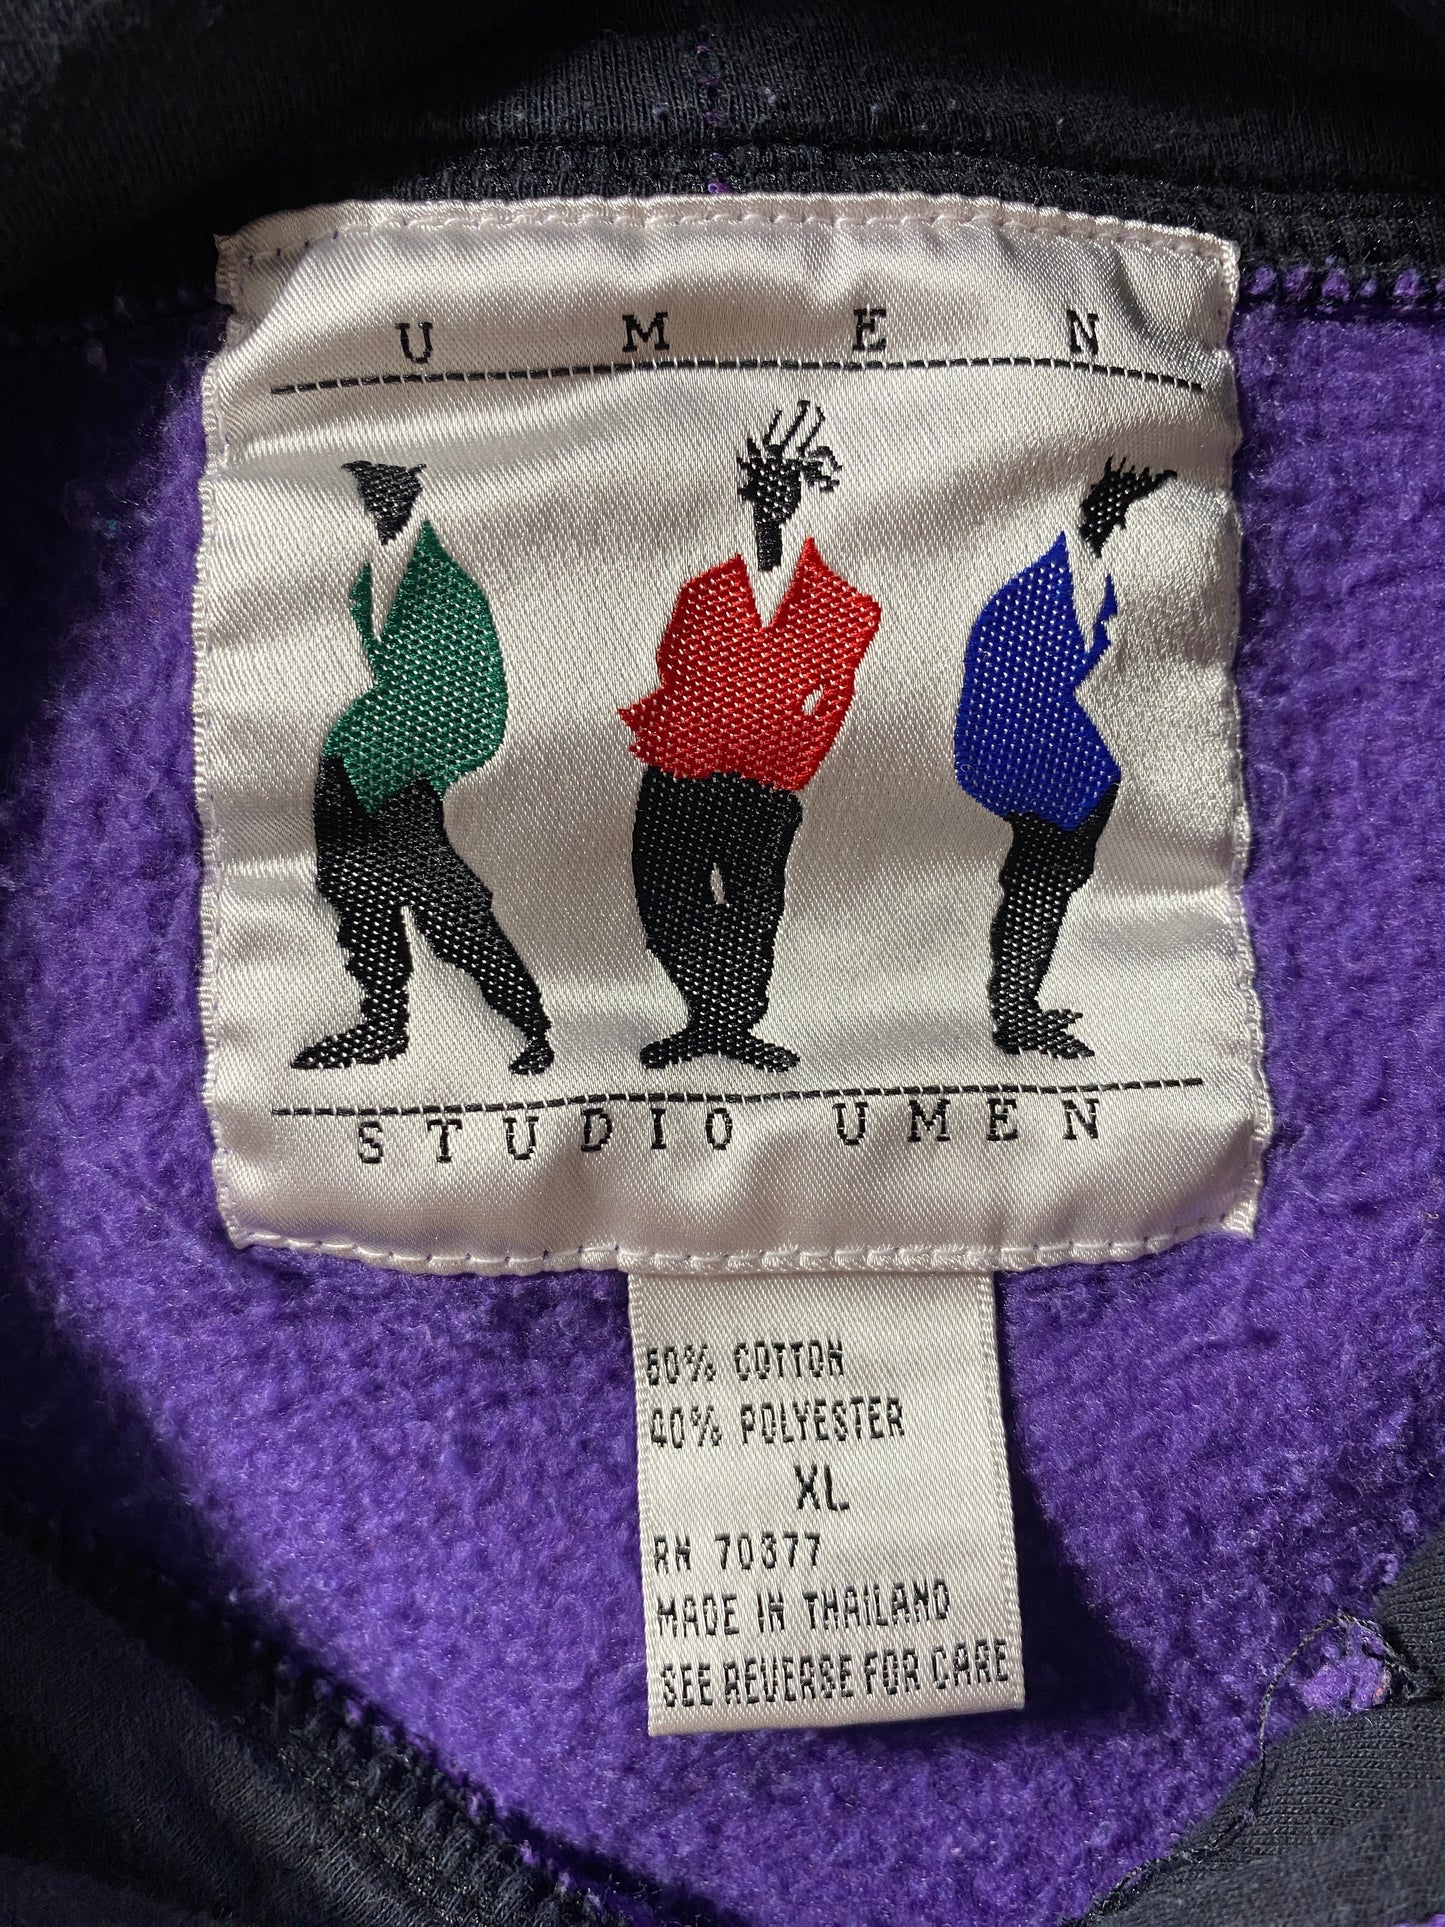 U M E N
STUDIO UMEN
60% COTTON
40% POLYESTER
XL
RN 70377
MADE IN THAILAND
SEE REVERSE FOR CARE